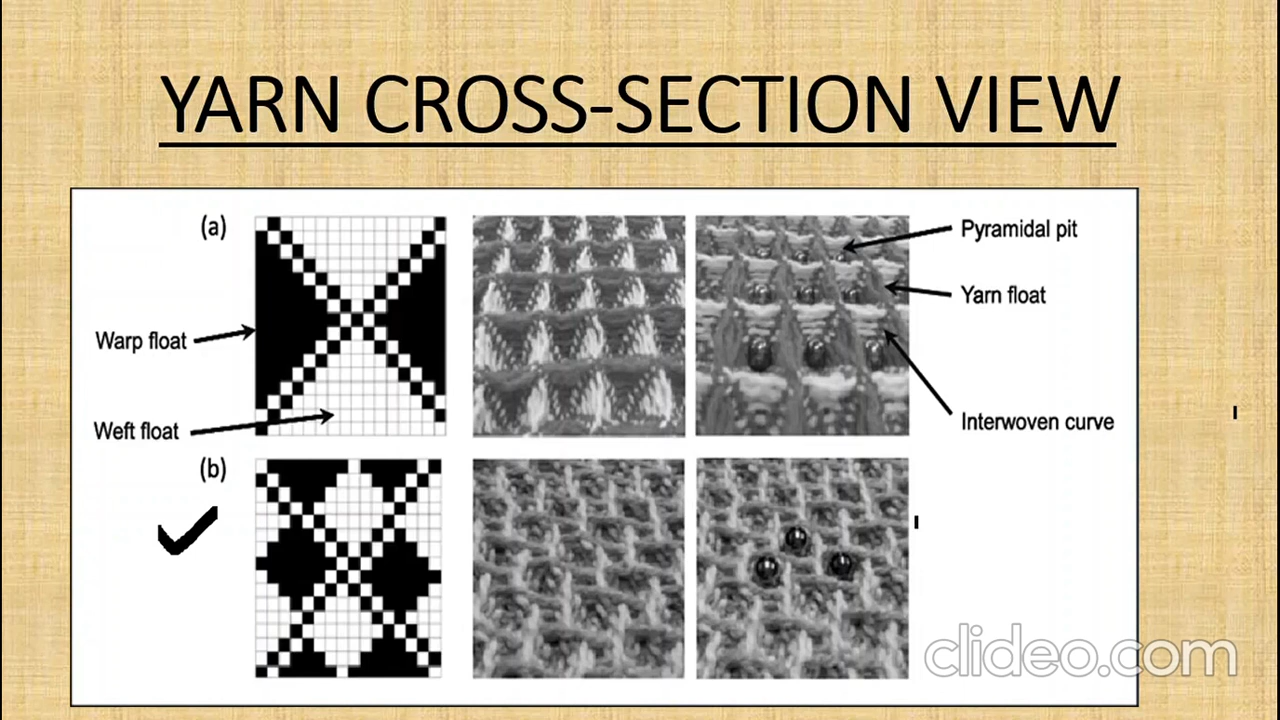 YARN CROSS-SECTION VIEW
(a)
Pyramidal pit
Yarn float
Warp float
Interwoven curve
Weft float
(b)
clideo.com